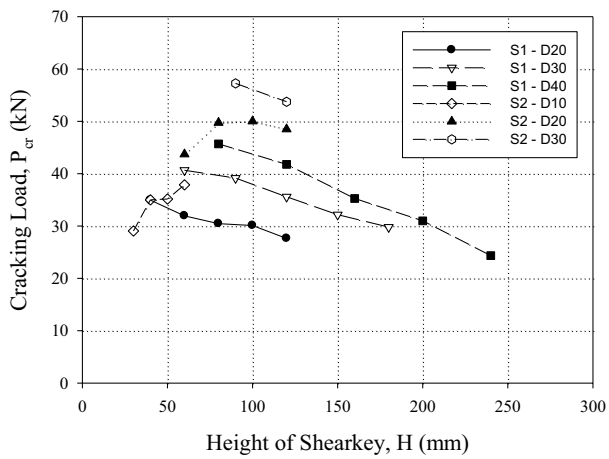 70
60
50
40
30
20
10
0
Cracking Load, Pcr (kN)
S1 - D20
S1 - D30
S1 - D40
S2 - D10
S2 - D20
S2 - D30
0 50 100 150 200 250 300
Height of Shearkey, H (mm)